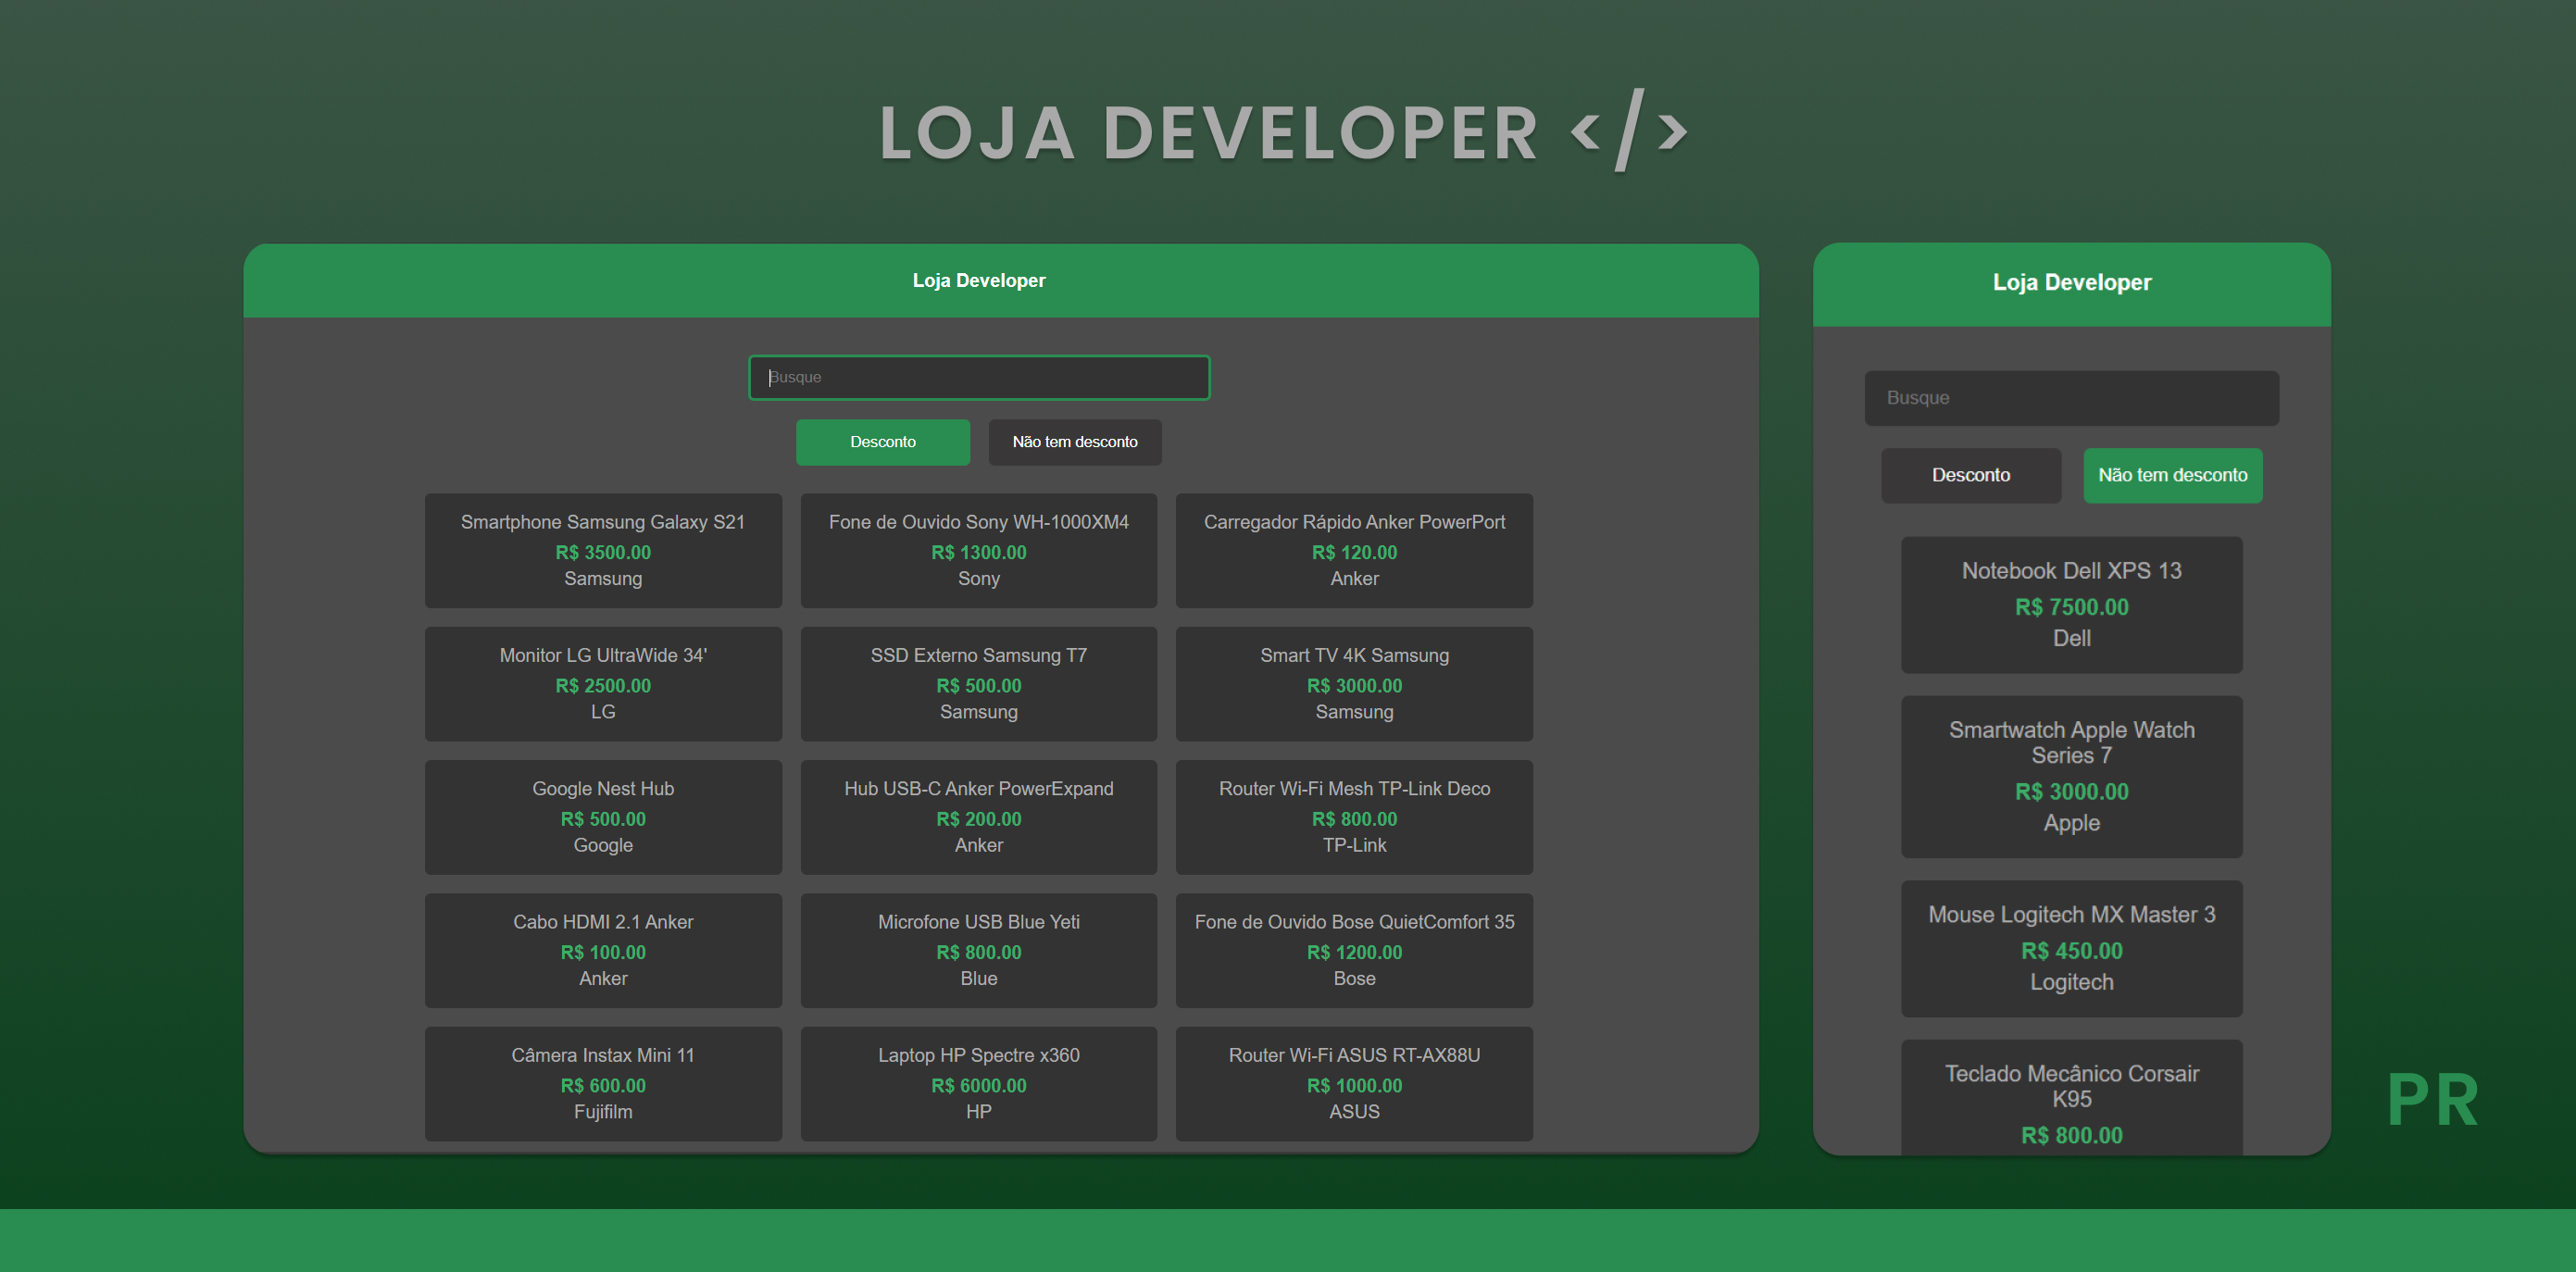 LOJA DEVELOPER </>
Loja Developer
Busque
Desconto
Não tem desconto
Smartphone Samsung Galaxy S21
R$ 3500.00
Samsung
Fone de Ouvido Sony WH-1000XM4
R$ 1300.00
Sony
Carregador Rápido Anker PowerPort
R$ 120.00
Anker
Monitor LG UltraWide 34'
R$ 2500.00
LG
SSD Externo Samsung T7
R$ 500.00
Samsung
Smart TV 4K Samsung
R$ 3000.00
Samsung
Google Nest Hub
R$ 500.00
Google
Hub USB-C Anker PowerExpand
R$ 200.00
Anker
Router Wi-Fi Mesh TP-Link Deco
R$ 800.00
TP-Link
Cabo HDMI 2.1 Anker
R$ 100.00
Anker
Microfone USB Blue Yeti
R$ 800.00
Blue
Fone de Ouvido Bose QuietComfort 35
R$ 1200.00
Bose
Câmera Instax Mini 11
R$ 600.00
Fujifilm
Laptop HP Spectre x360
R$ 6000.00
HP
Router Wi-Fi ASUS RT-AX88U
R$ 1000.00
ASUS
Loja Developer
Busque
Desconto
Não tem desconto
Notebook Dell XPS 13
R$ 7500.00
Dell
Smartwatch Apple Watch
Series 7
R$ 3000.00
Apple
Mouse Logitech MX Master 3
R$ 450.00
Logitech
Teclado Mecânico Corsair
K95
R$ 800.00
PR